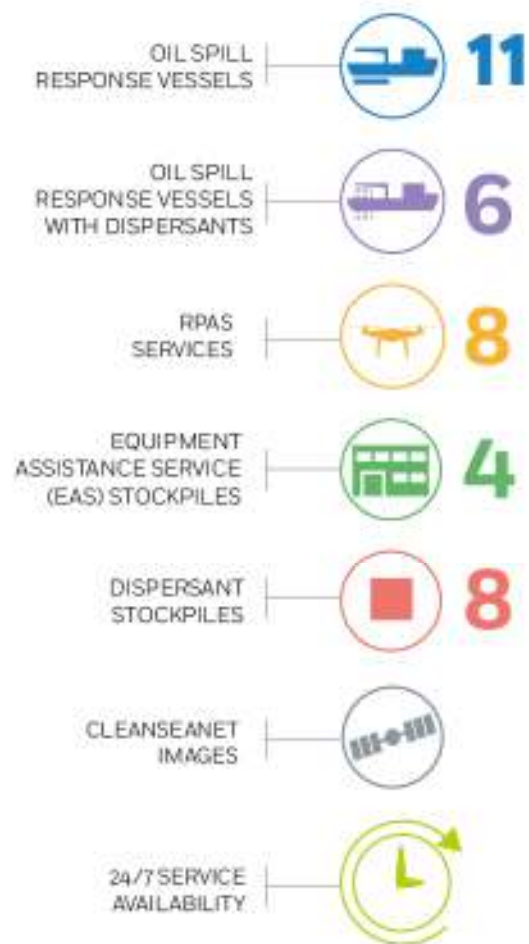 OIL SPILL
RESPONSE VESSELS
11
OIL SPILL
RESPONSE VESSELS
WITH DISPERSANTS
6
RPAS
SERVICES
8
EQUIPMENT
ASSISTANCE SERVICE
(EAS) STOCKPILES
4
DISPERSANT
STOCKPILES
8
CLEANSEANET
IMAGES
24/7 SERVICE
AVAILABILITY